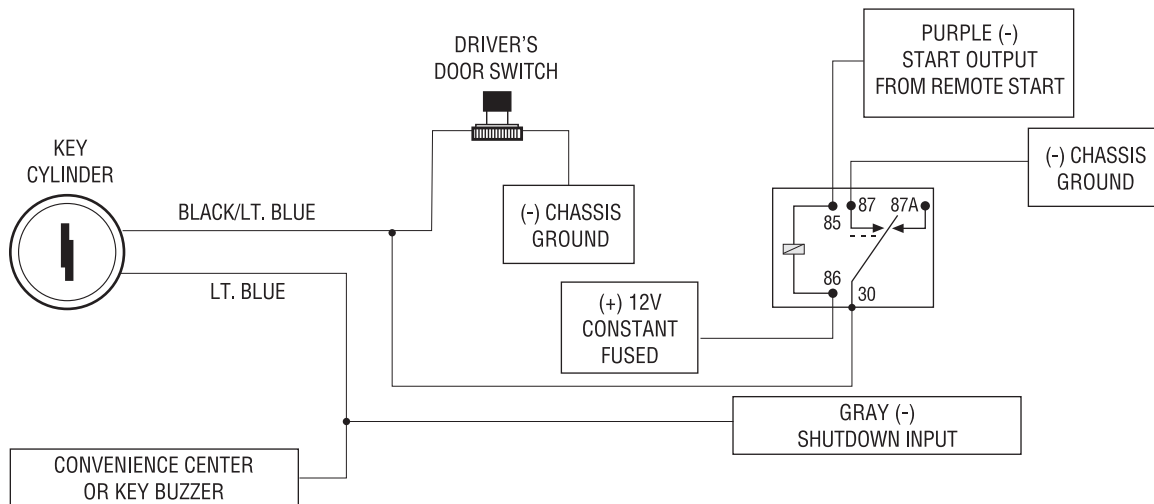 PURPLE (-)
START OUTPUT
FROM REMOTE START
DRIVER'S
DOOR SWITCH
KEY
CYLINDER
(-) CHASSIS
GROUND
BLACK/LT. BLUE
(-) CHASSIS
GROUND
87
87A
85
86
30
LT. BLUE
(+) 12V
CONSTANT
FUSED
GRAY (-)
SHUTDOWN INPUT
CONVENIENCE CENTER
OR KEY BUZZER